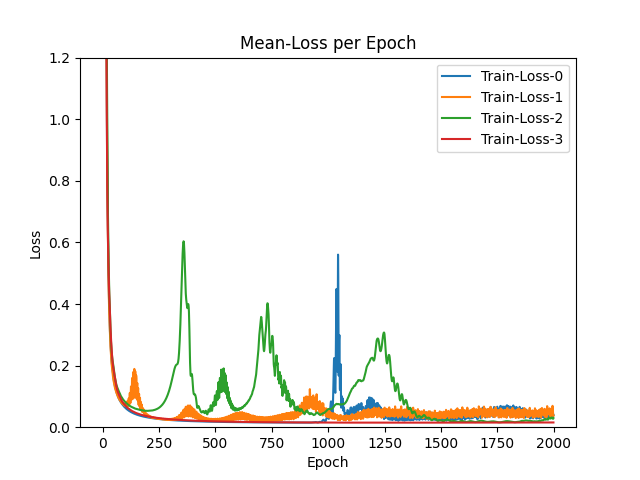 Mean-Loss per Epoch
1.2
1.0
0.8
0.6
0.4
0.2
0.0
Loss
0 250 500 750 1000 1250 1500 1750 2000
Epoch
Train-Loss-0
Train-Loss-1
Train-Loss-2
Train-Loss-3